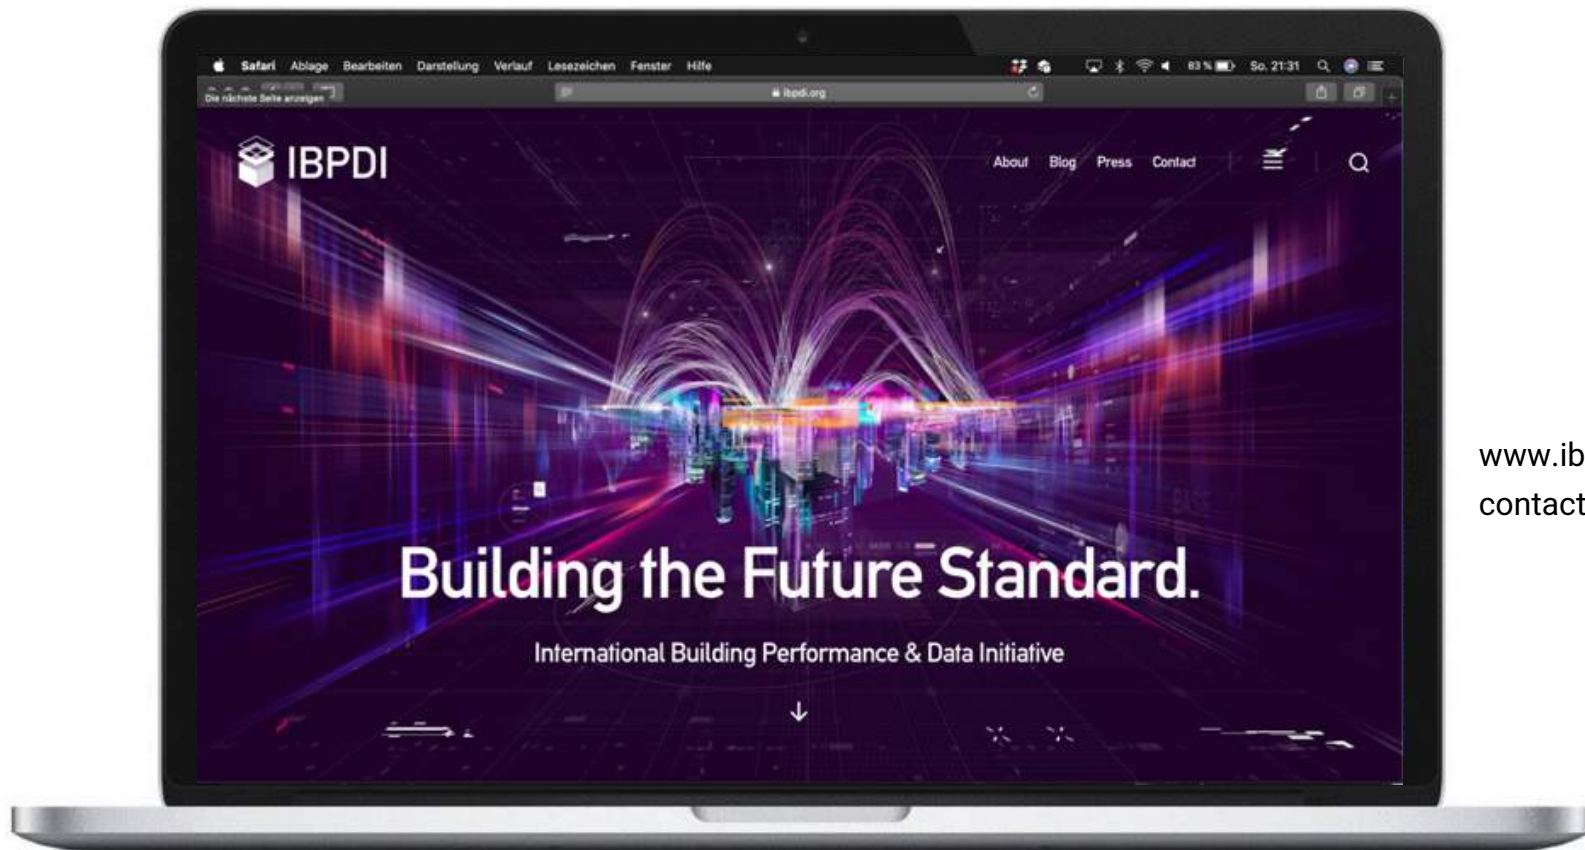 Safari Ablage Bearbeiten Darstellung Verlauf Lesezeichen Fenster Hilfe 83 % So. 21:31
Die nächste Seite anzeigen
ibpdi.org
IBPDI
About Blog Press Contact
www.ib
contact
Building the Future Standard.
International Building Performance & Data Initiative